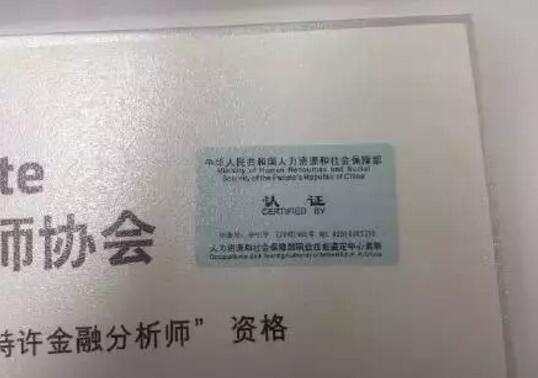 te
师协会
中华人民共和国人力资源和社会保障部
Ministry of Human Resources and Social
Security of the People's Republic of China
认 证
CERTIFIED BY
人力资源和社会保障部职业技能鉴定中心监制
特许金融分析师” 资格